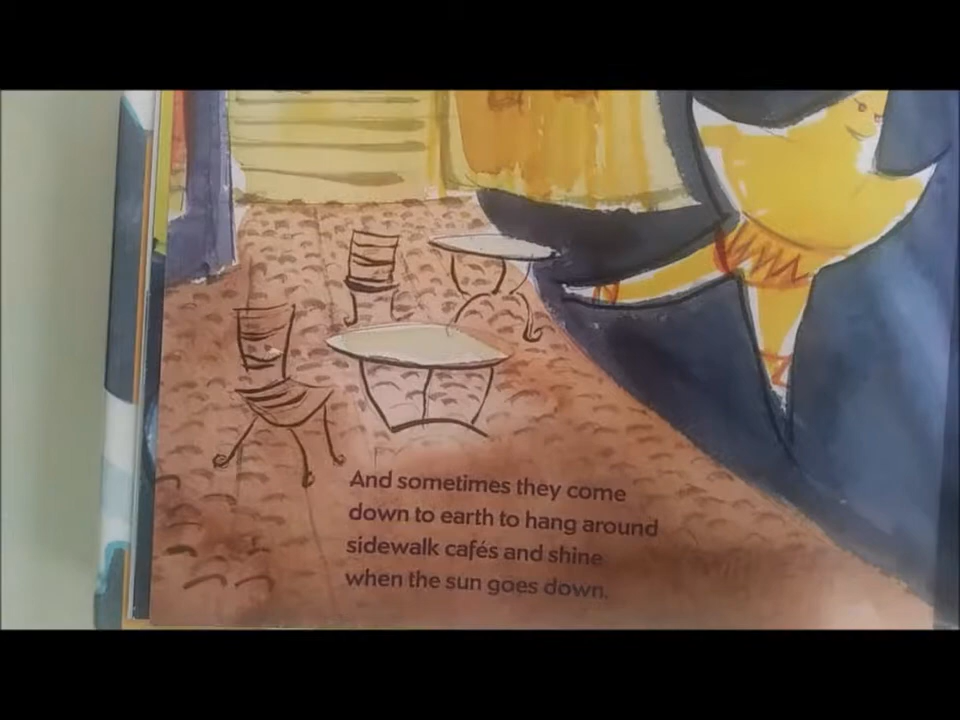 And sometimes they come
down to earth to hang around
sidewalk cafés and shine
when the sun goes down.